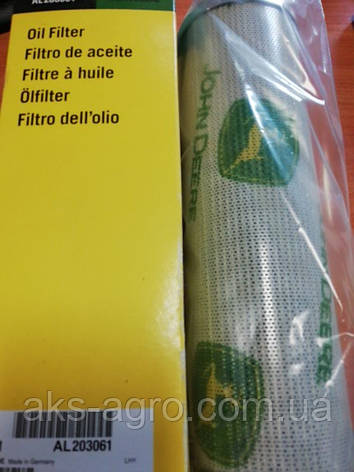 Oil Filter
Filtro de aceite
Filtre à huile
Ölfilter
Filtro dell'olio
JOHN DEERE
AL203061
Made in Germany
LHH
aks-agro.com.ua